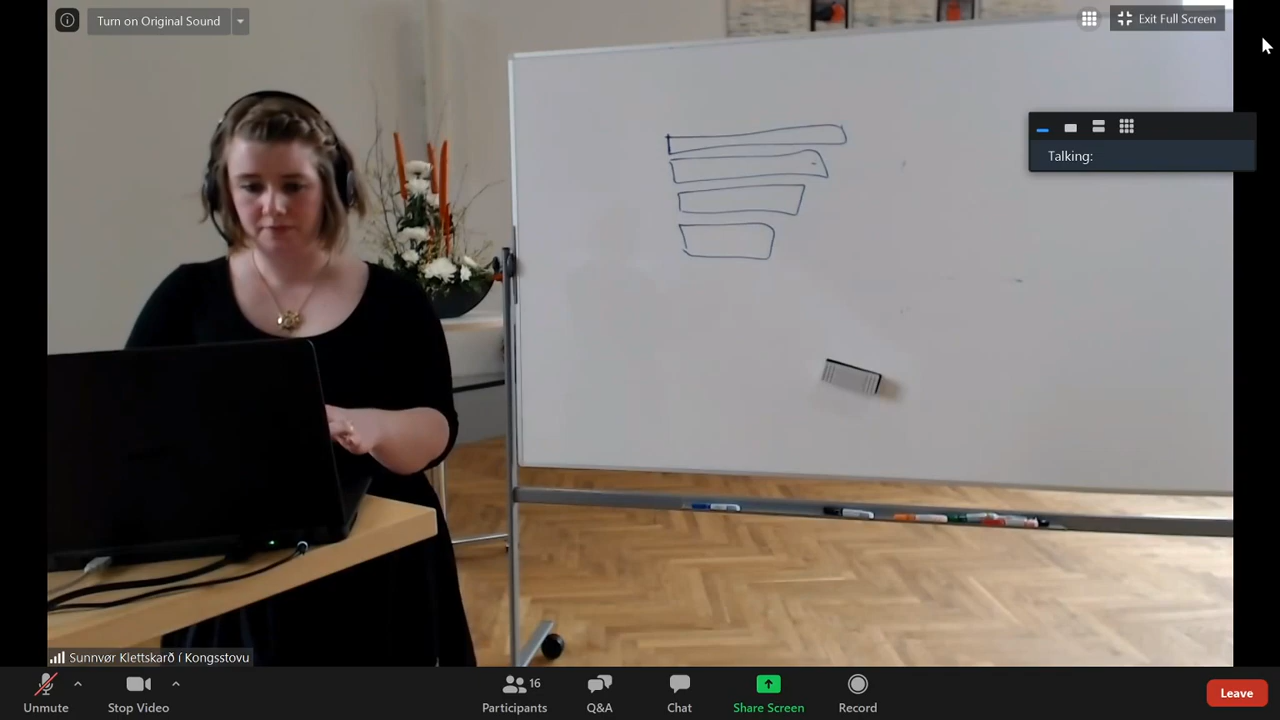 Turn on Original Sound
Exit Full Screen
Talking:
Sunnvør Klettskarð í Kongsstovu
Unmute
Stop Video
Participants 16
Q&A
Chat
Share Screen
Record
Leave